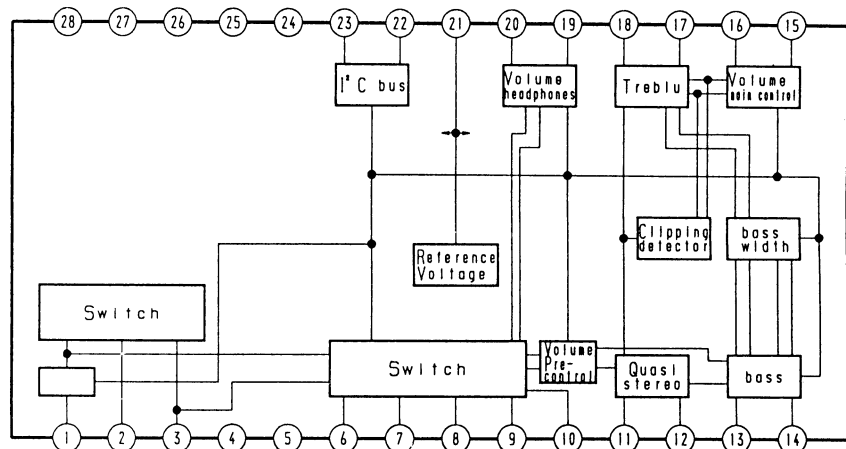 28 27 26 25 24 23 22 21 20 19 18 17 16 15
I²C bus
Volume
headphones
Treblu
Volume
main control
Clipping
detector
bass
width
Reference
Voltage
Switch
Switch
Volume
Pre-
control
Quasi
stereo
bass
1 2 3 4 5 6 7 8 9 10 11 12 13 14